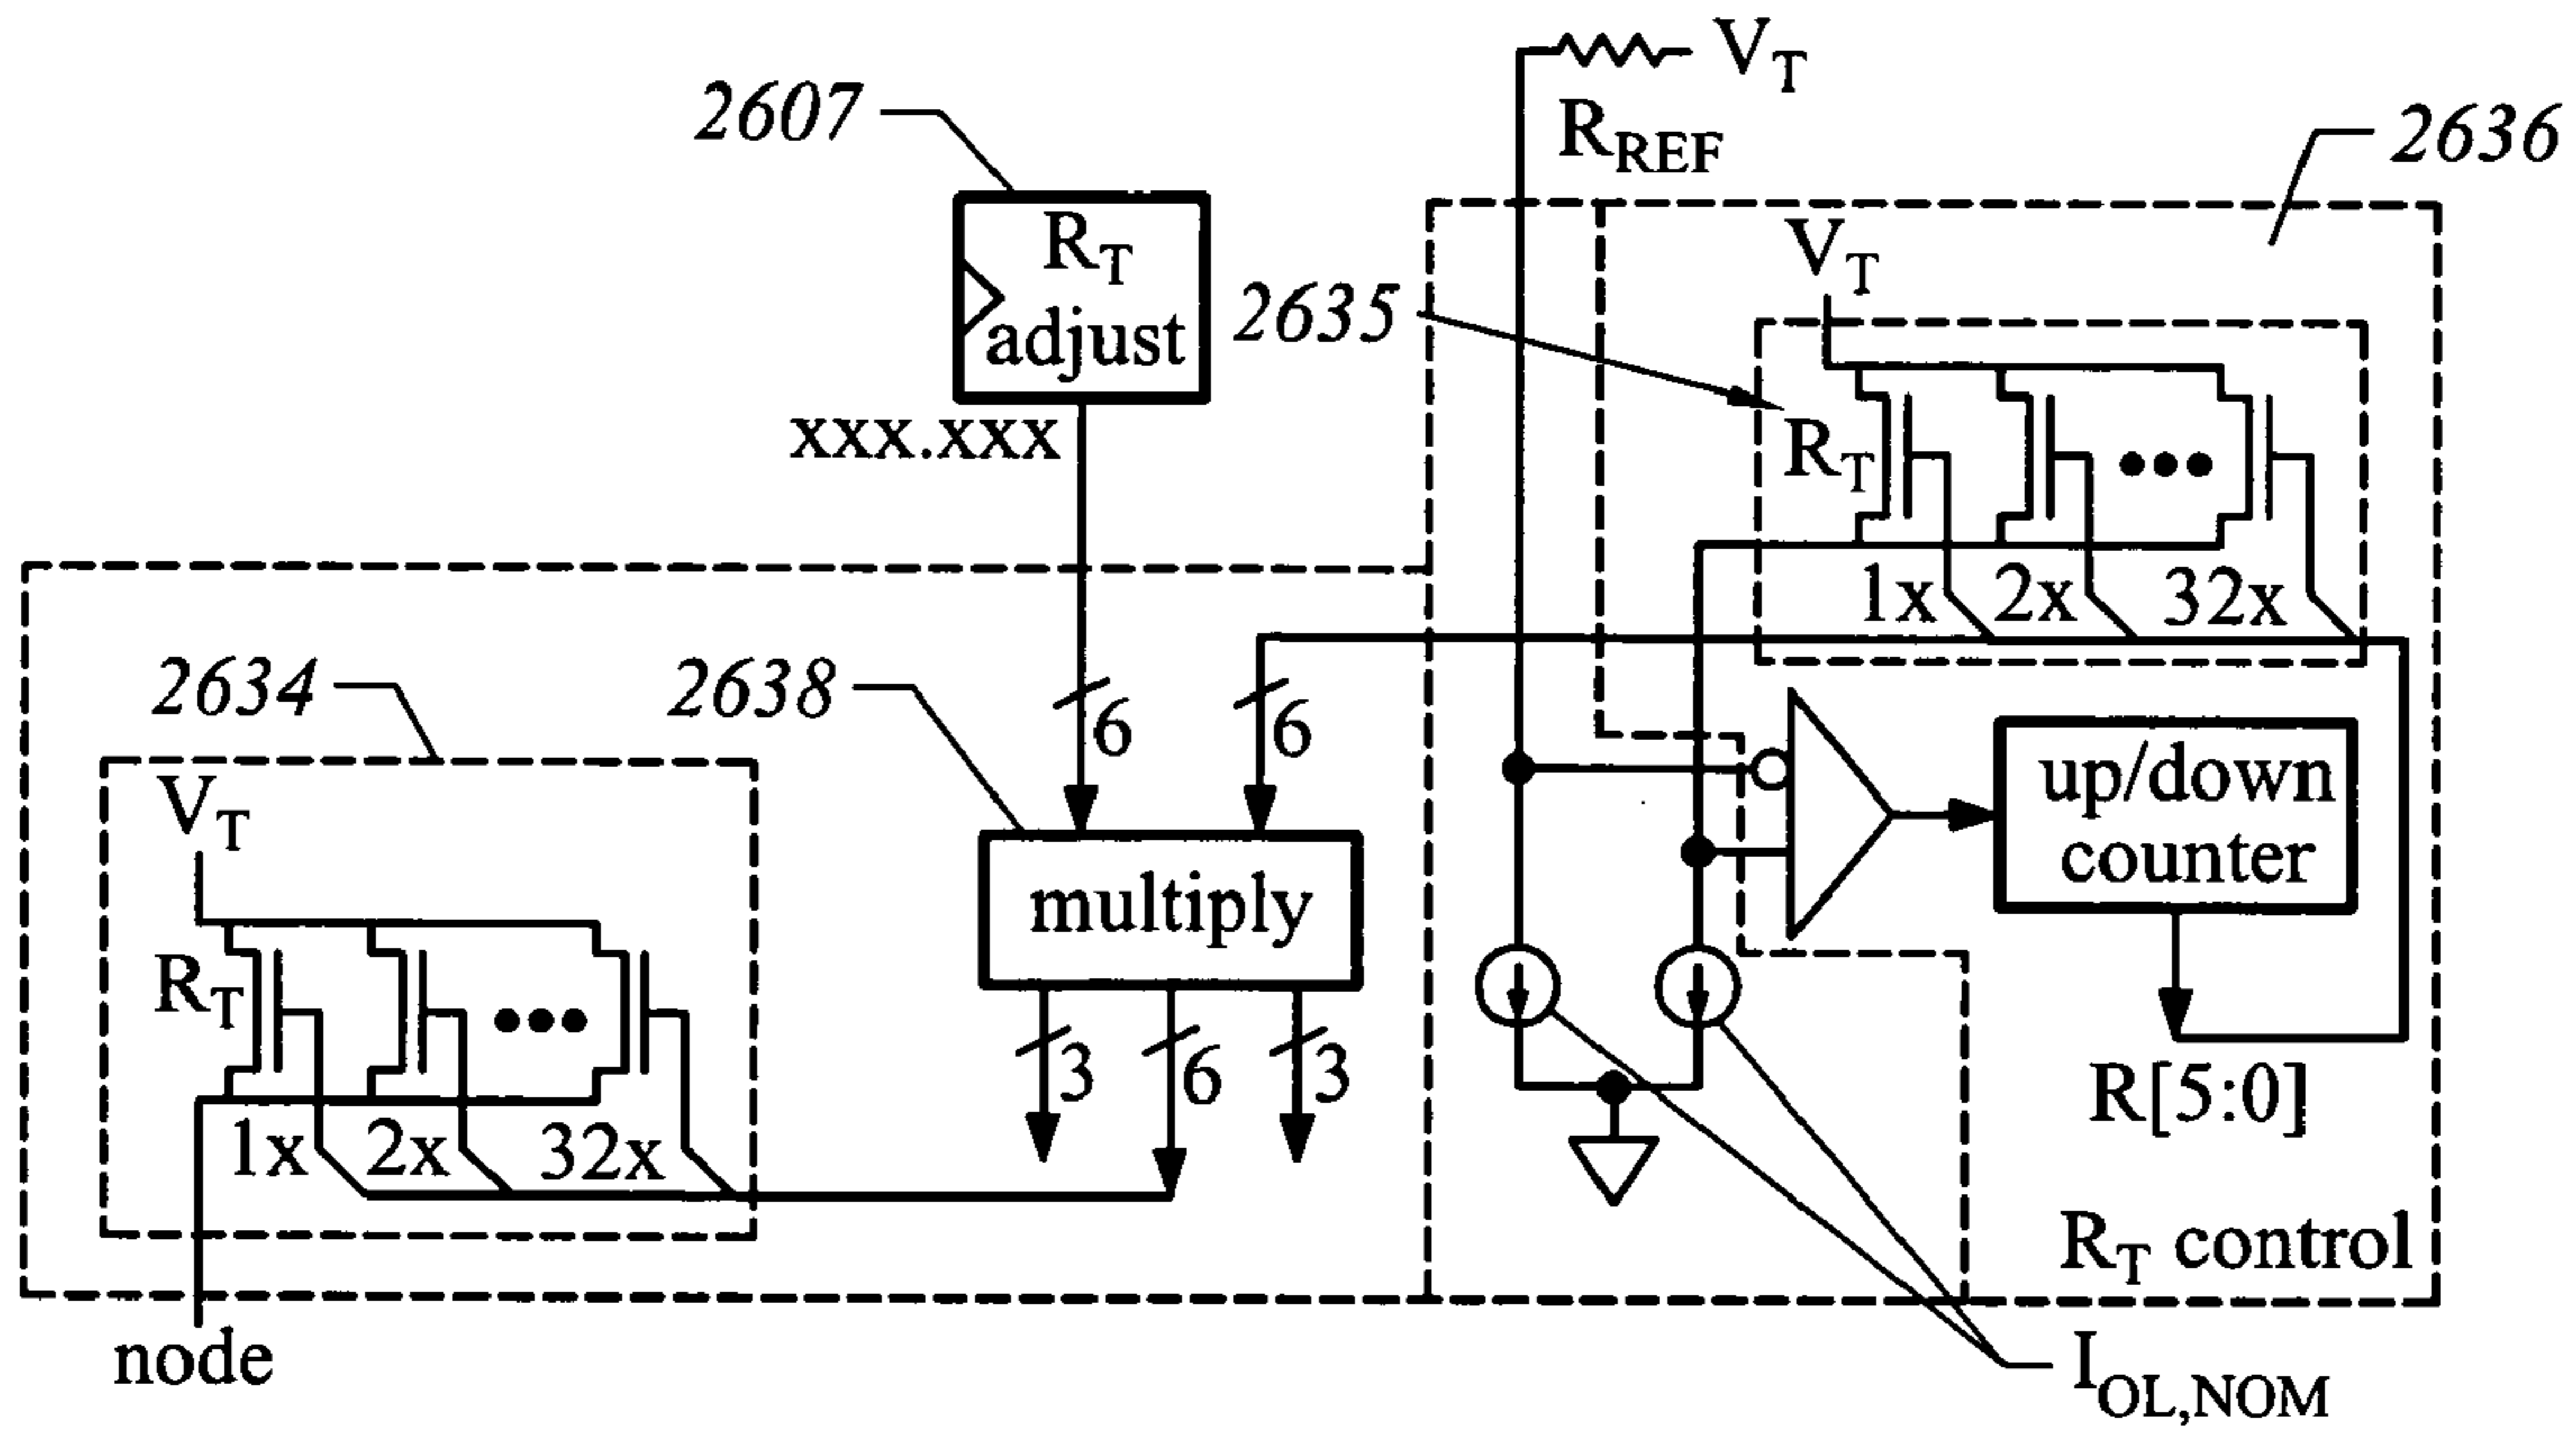 V_T
R_REF
2607
2636
R_T
adjust
xxx.xxx
2635
V_T
R_T
1x 2x 32x
2634
2638
6 6
V_T
R_T
1x 2x 32x
multiply
3 6 3
up/down
counter
R[5:0]
R_T control
node
I_OL,NOM